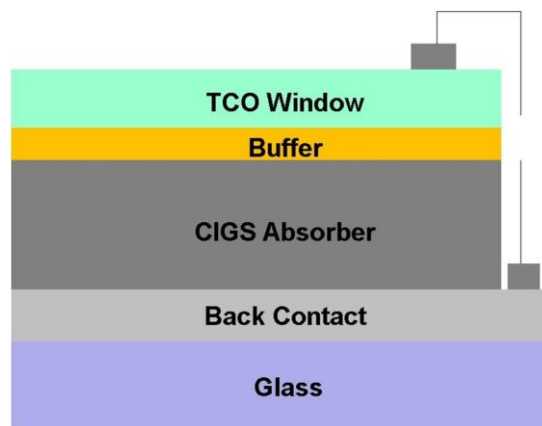 TCO Window
Buffer
CIGS Absorber
Back Contact
Glass